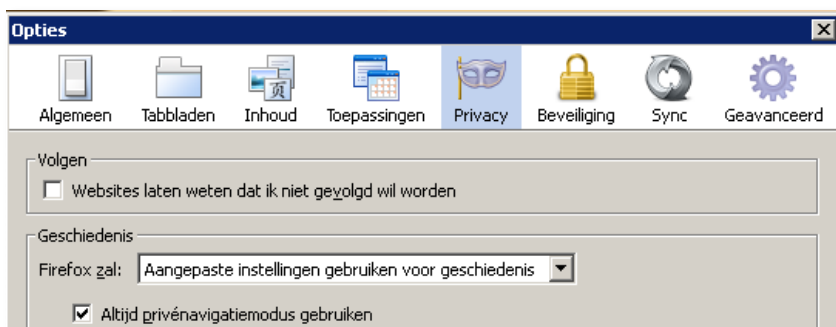 Opties
Algemeen Tabbladen Inhoud Toepassingen Privacy Beveiliging Sync Geavanceerd
页
Volgen
Websites laten weten dat ik niet gevolgd wil worden
Geschiedenis
Firefox zal: Aangepaste instellingen gebruiken voor geschiedenis
Altijd privénavigatiemodus gebruiken